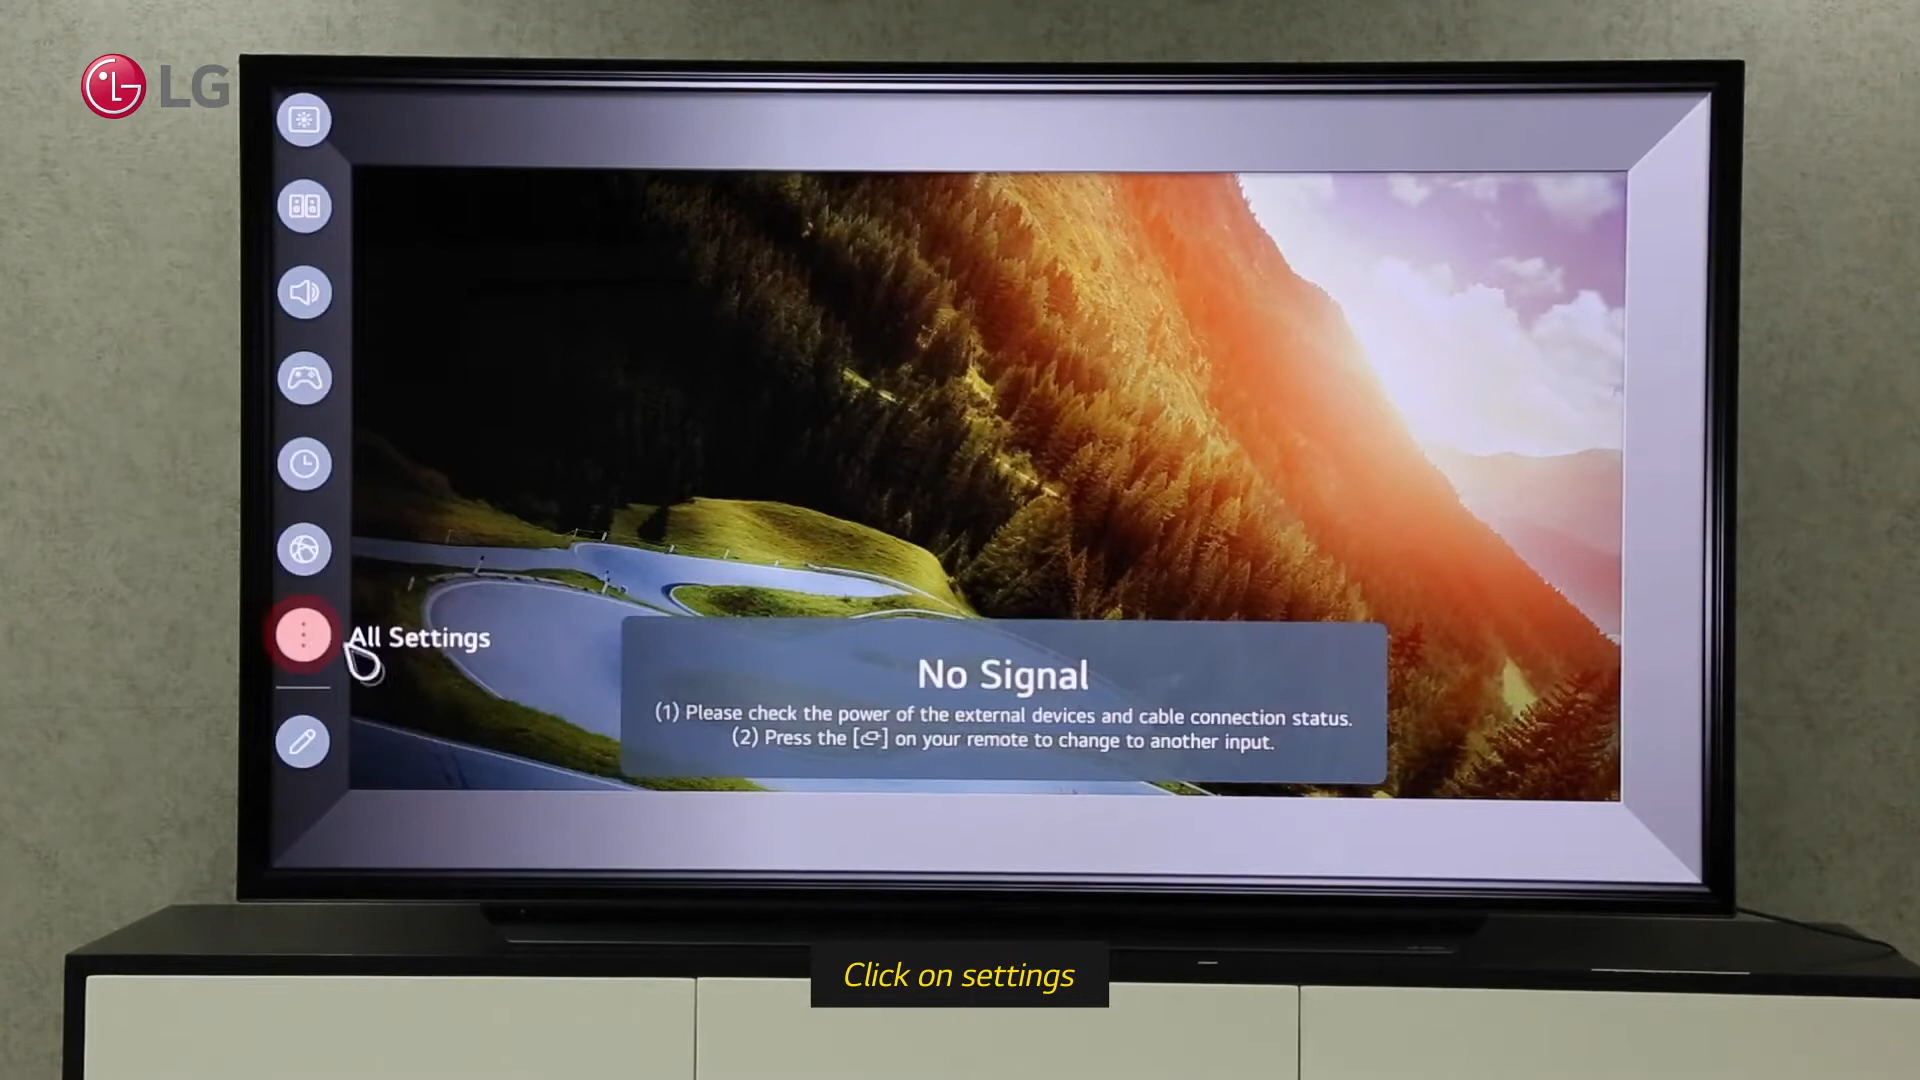 LG
All Settings
No Signal
(1) Please check the power of the external devices and cable connection status.
(2) Press the [⏎] on your remote to change to another input.
Click on settings